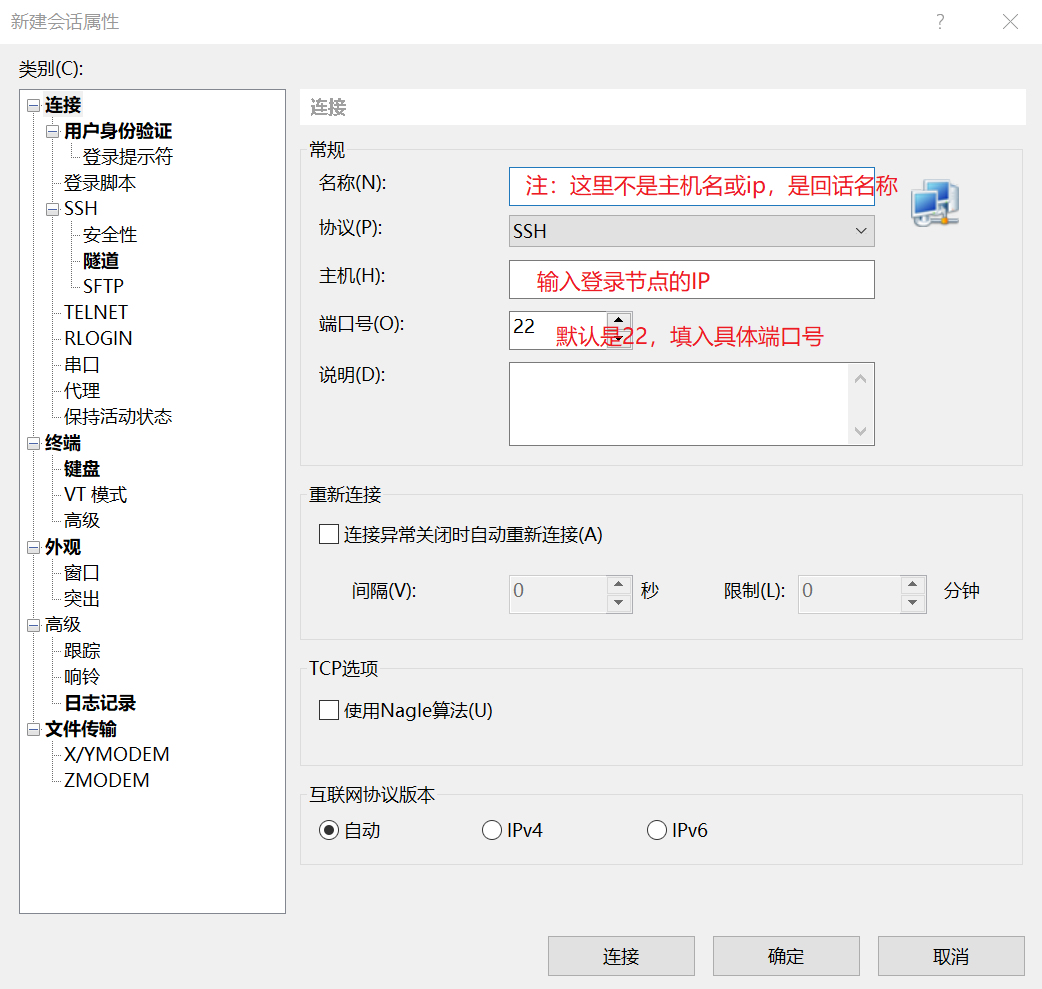 新建会话属性
?
类别(C):
连接
用户身份验证
登录提示符
登录脚本
SSH
安全性
隧道
SFTP
TELNET
RLOGIN
串口
代理
保持活动状态
终端
键盘
VT 模式
高级
外观
窗口
突出
高级
跟踪
响铃
日志记录
文件传输
X/YMODEM
ZMODEM
连接
常规
名称(N):
注：这里不是主机名或ip，是回话名称
协议(P):
SSH
主机(H):
输入登录节点的IP
端口号(O):
22
默认是22，填入具体端口号
说明(D):
重新连接
连接异常关闭时自动重新连接(A)
间隔(V):
0
秒
限制(L):
0
分钟
TCP选项
使用Nagle算法(U)
互联网协议版本
自动
IPv4
IPv6
连接
确定
取消